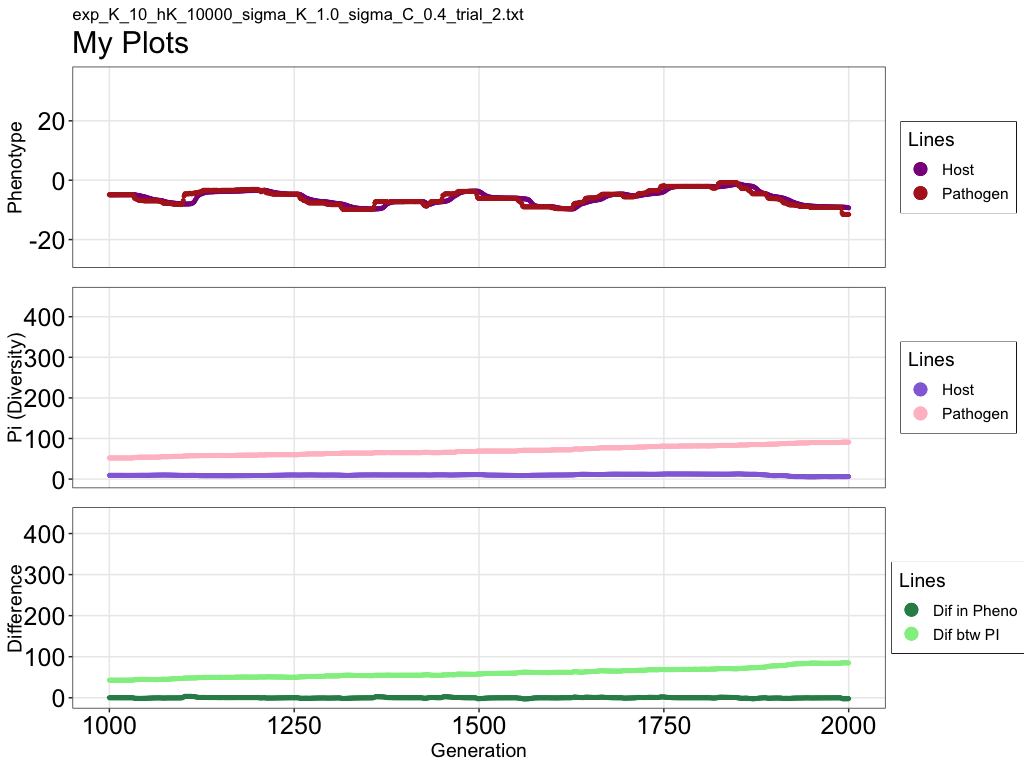 exp_K_10_hK_10000_sigma_K_1.0_sigma_C_0.4_trial_2.txt
My Plots
Phenotype
20
0
-20
Lines
Host
Pathogen
Pi (Diversity)
400
300
200
100
0
Lines
Host
Pathogen
Difference
400
300
200
100
0
Lines
Dif in Pheno
Dif btw PI
1000 1250 1500 1750 2000
Generation